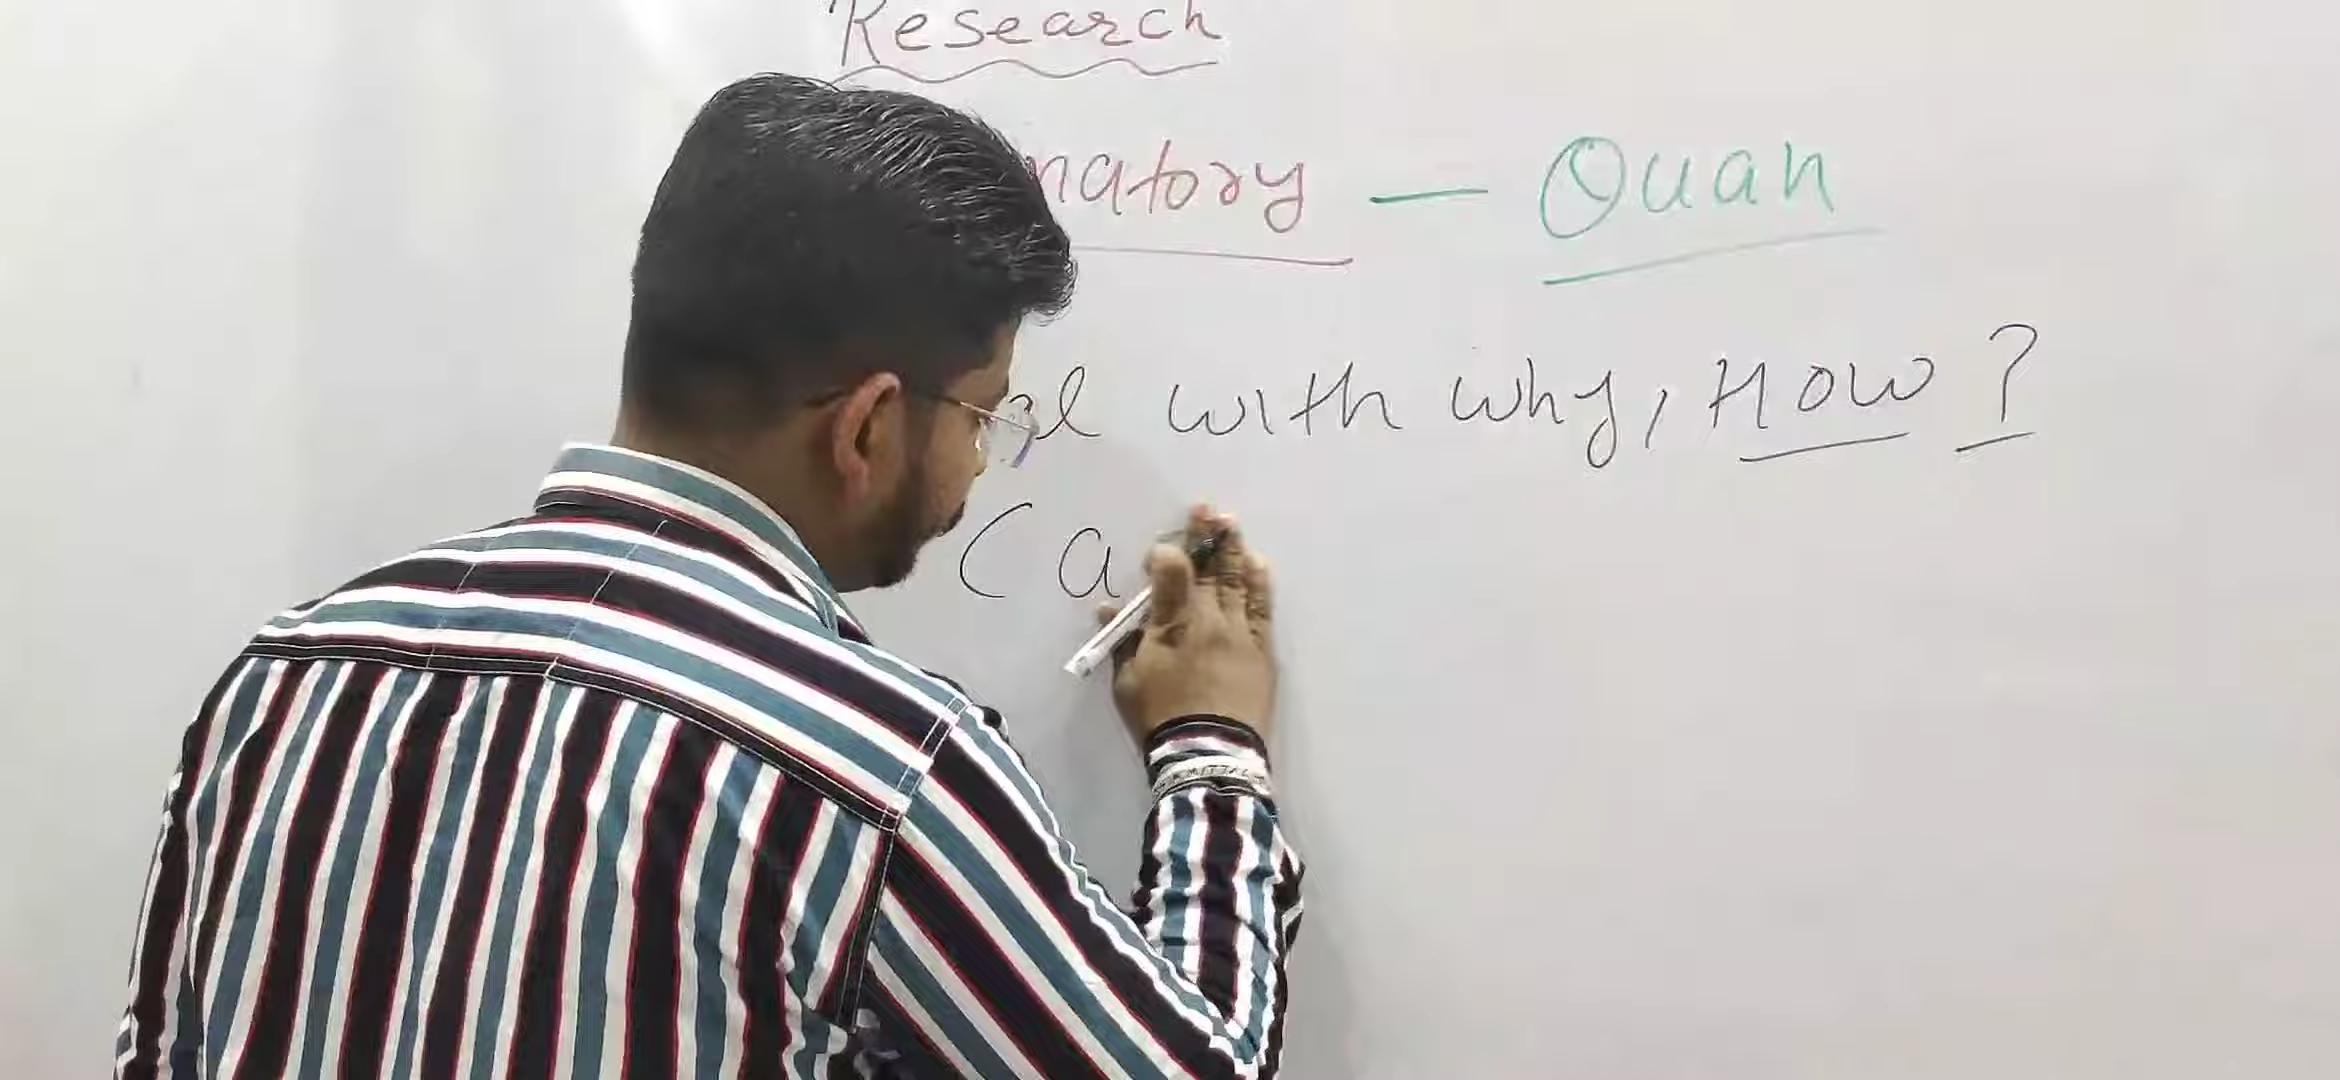 Research
natory — Quan
with why, How ?
Ca